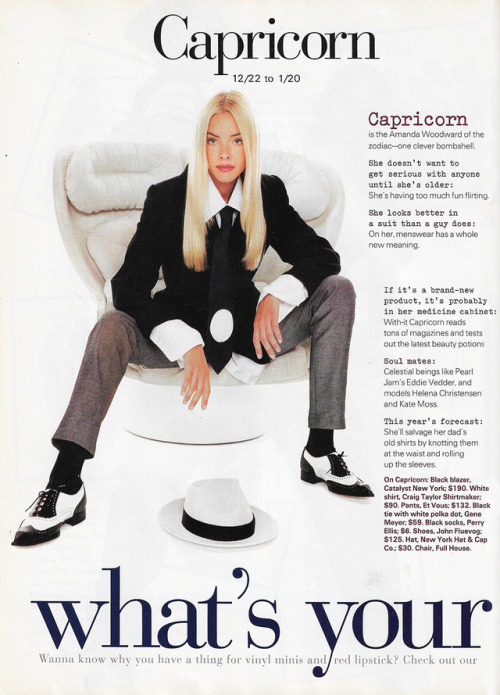 Capricorn
12/22 to 1/20
Capricorn
is the Amanda Woodward of the
zodiac—one clever bombshell.
She doesn't want to
get serious with anyone
until she's older:
She's having too much fun flirting.
She looks better in
a suit than a guy does:
On her, menswear has a whole
new meaning.
If it's a brand-new
product, it's probably
in her medicine cabinet:
With-it Capricorn reads
tons of magazines and tests
out the latest beauty potions.
Soul mates:
Celestial beings like Pearl
Jam's Eddie Vedder, and
models Helena Christensen
and Kate Moss.
This year's forecast:
She'll salvage her dad's
old shirts by knotting them
at the waist and rolling
up the sleeves.
On Capricorn: Black blazer,
Catalyst New York; $190. White
shirt, Craig Taylor Shirtmaker;
$90. Pants, Et Vous; $132. Black
tie with white polka dot, Gene
Meyer; $59. Black socks, Perry
Ellis; $6. Shoes, John Fluevog;
$125. Hat, New York Hat & Cap
Co.; $30. Chair, Full House.
what's your
Wanna know why you have a thing for vinyl minis and red lipstick? Check out our